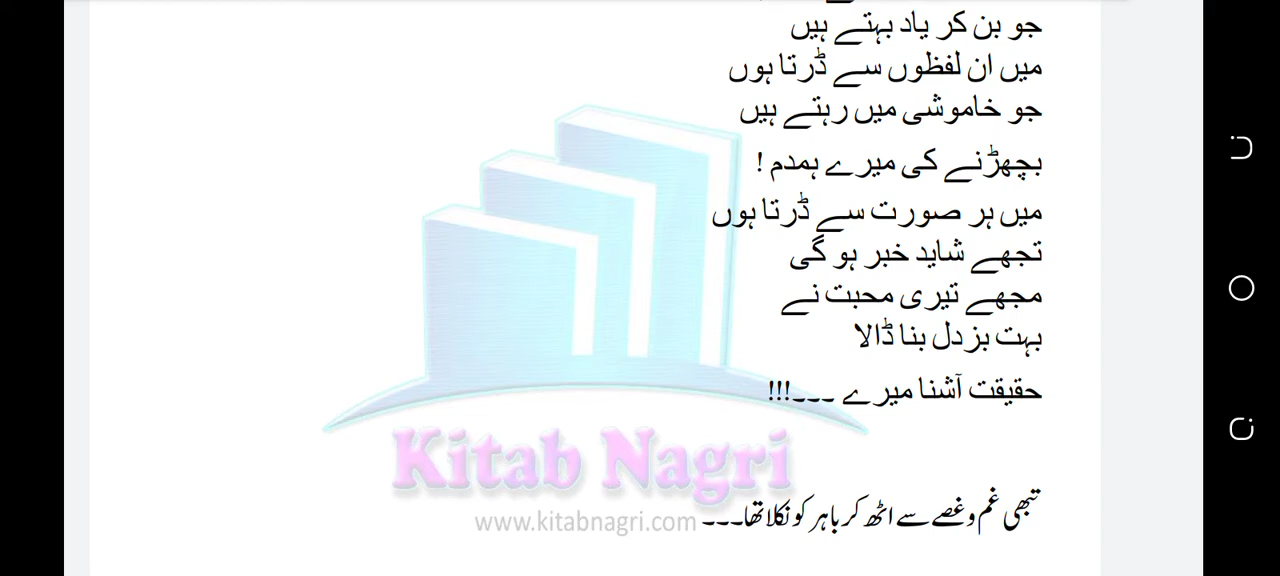 جو بن کر یاد بہتے ہیں
میں ان لفظوں سے ڈرتا ہوں
جو خاموشی میں رہتے ہیں
بچھڑنے کی میرے ہمدم !
میں ہر صورت سے ڈرتا ہوں
تجھے شاید خبر ہو گی
مجھے تیری محبت نے
بہت بزدل بنا ڈالا
حقیقت آشنا میرے ۔۔۔!!!
Kitab Nagri
www.kitabnagri.com
تبھی غم و غصے سے اٹھ کر باہر کو نکلا تھا۔۔۔۔